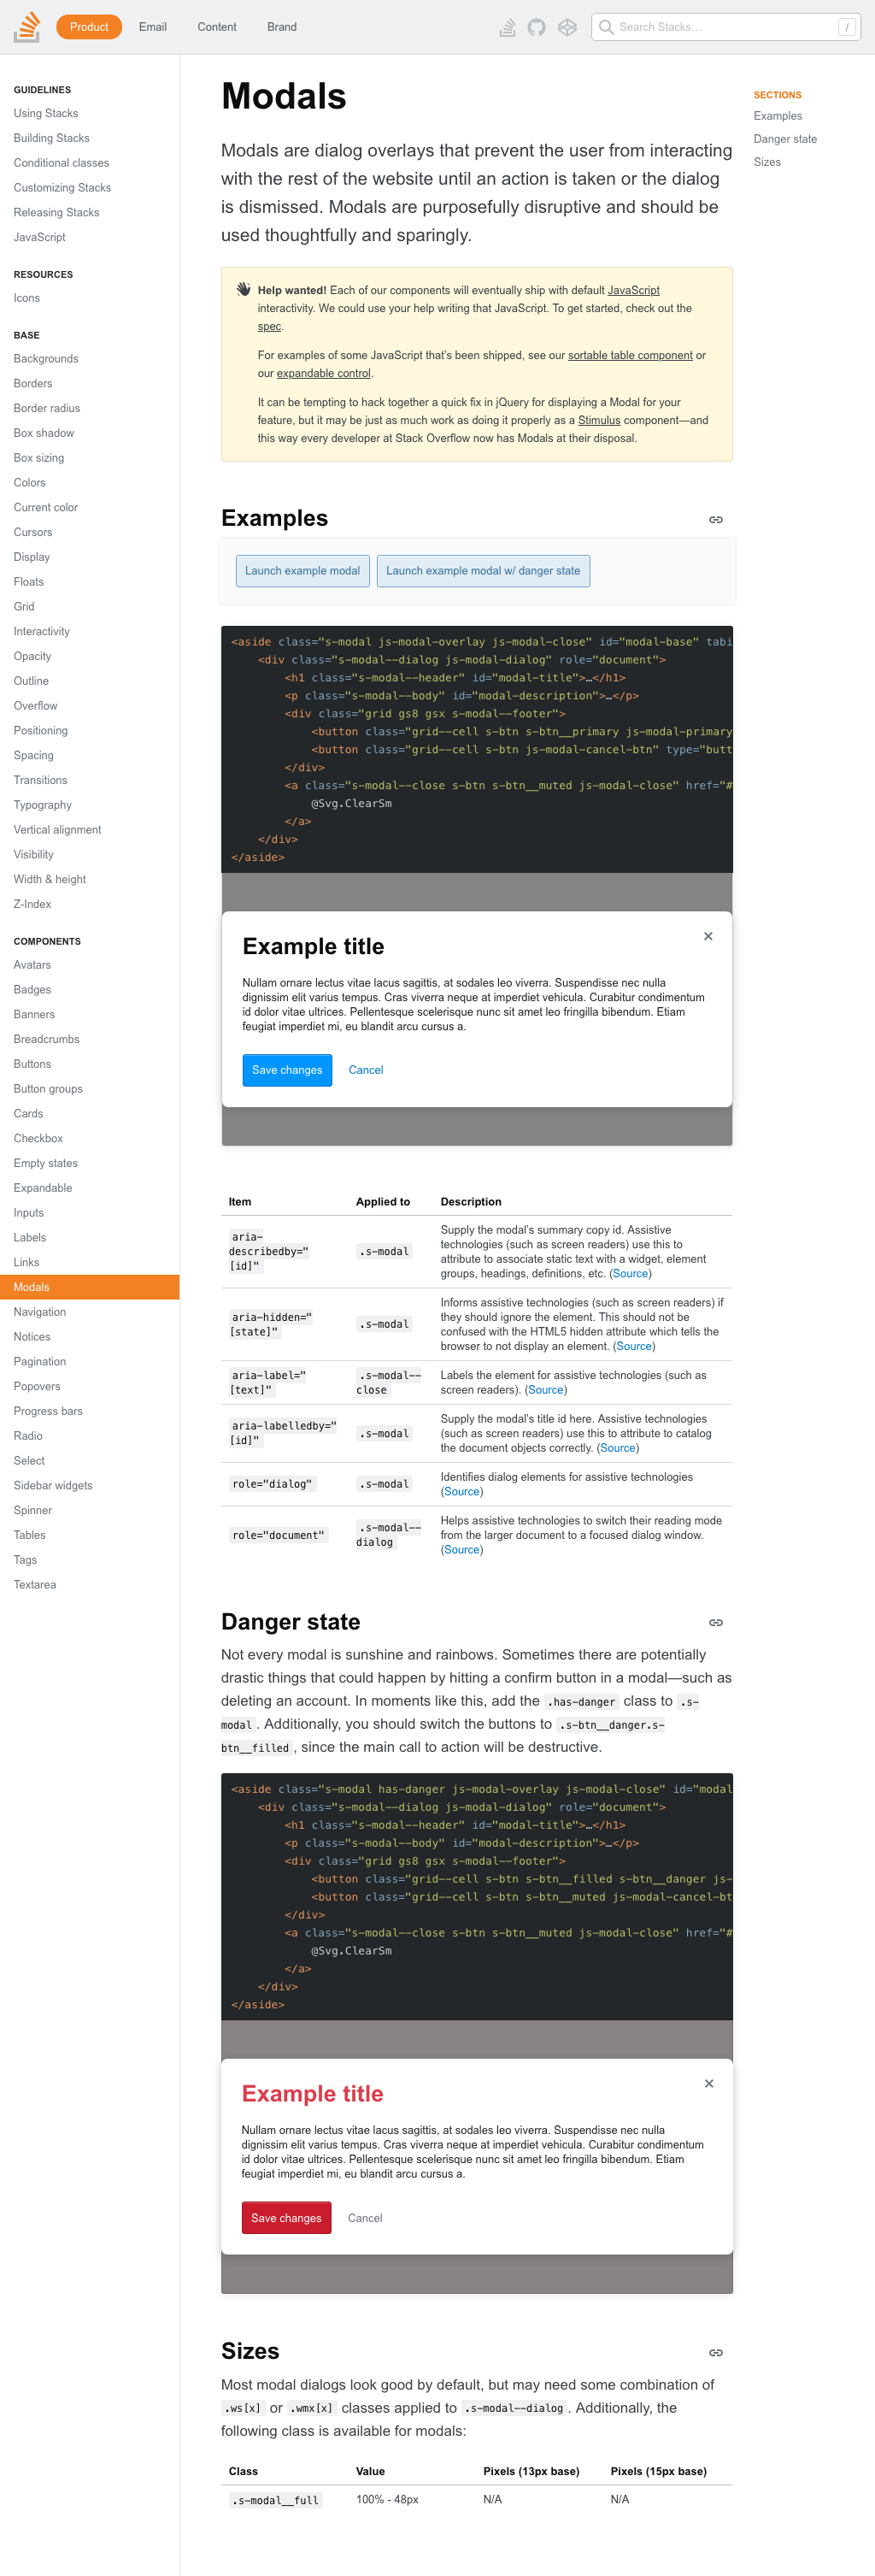 Product
Email
Content
Brand
Search Stacks…
/
GUIDELINES
Using Stacks
Building Stacks
Conditional classes
Customizing Stacks
Releasing Stacks
JavaScript
RESOURCES
Icons
BASE
Backgrounds
Borders
Border radius
Box shadow
Box sizing
Colors
Current color
Cursors
Display
Floats
Grid
Interactivity
Opacity
Outline
Overflow
Positioning
Spacing
Transitions
Typography
Vertical alignment
Visibility
Width & height
Z-Index
COMPONENTS
Avatars
Badges
Banners
Breadcrumbs
Buttons
Button groups
Cards
Checkbox
Empty states
Expandable
Inputs
Labels
Links
Modals
Navigation
Notices
Pagination
Popovers
Progress bars
Radio
Select
Sidebar widgets
Spinner
Tables
Tags
Textarea
Modals
Modals are dialog overlays that prevent the user from interacting
with the rest of the website until an action is taken or the dialog
is dismissed. Modals are purposefully disruptive and should be
used thoughtfully and sparingly.
Help wanted! Each of our components will eventually ship with default JavaScript
interactivity. We could use your help writing that JavaScript. To get started, check out the
spec.
For examples of some JavaScript that's been shipped, see our sortable table component or
our expandable control.
It can be tempting to hack together a quick fix in jQuery for displaying a Modal for your
feature, but it may be just as much work as doing it properly as a Stimulus component—and
this way every developer at Stack Overflow now has Modals at their disposal.
Examples
Launch example modal
Launch example modal w/ danger state
<aside class="s-modal js-modal-overlay js-modal-close" id="modal-base" tabi
<div class="s-modal--dialog js-modal-dialog" role="document">
<h1 class="s-modal--header" id="modal-title">…</h1>
<p class="s-modal--body" id="modal-description">…</p>
<div class="grid gs8 gsx s-modal--footer">
<button class="grid--cell s-btn s-btn__primary js-modal-primary
<button class="grid--cell s-btn js-modal-cancel-btn" type="butt
</div>
<a class="s-modal--close s-btn s-btn__muted js-modal-close" href="#
@Svg.ClearSm
</a>
</div>
</aside>
Example title
Nullam ornare lectus vitae lacus sagittis, at sodales leo viverra. Suspendisse nec nulla
dignissim elit varius tempus. Cras viverra neque at imperdiet vehicula. Curabitur condimentum
id dolor vitae ultrices. Pellentesque scelerisque nunc sit amet leo fringilla bibendum. Etiam
feugiat imperdiet mi, eu blandit arcu cursus a.
Save changes
Cancel
Item Applied to Description
aria-
describedby="
[id]"
.s-modal
Supply the modal's summary copy id. Assistive
technologies (such as screen readers) use this to
attribute to associate static text with a widget, element
groups, headings, definitions, etc. (Source)
aria-hidden="
[state]"
.s-modal
Informs assistive technologies (such as screen readers) if
they should ignore the element. This should not be
confused with the HTML5 hidden attribute which tells the
browser to not display an element. (Source)
aria-label="
[text]"
.s-modal--
close
Labels the element for assistive technologies (such as
screen readers). (Source)
aria-labelledby="
[id]"
.s-modal
Supply the modal's title id here. Assistive technologies
(such as screen readers) use this to attribute to catalog
the document objects correctly. (Source)
role="dialog"
.s-modal
Identifies dialog elements for assistive technologies
(Source)
role="document"
.s-modal--
dialog
Helps assistive technologies to switch their reading mode
from the larger document to a focused dialog window.
(Source)
Danger state
Not every modal is sunshine and rainbows. Sometimes there are potentially
drastic things that could happen by hitting a confirm button in a modal—such as
deleting an account. In moments like this, add the .has-danger class to .s-
modal. Additionally, you should switch the buttons to .s-btn__danger.s-
btn__filled, since the main call to action will be destructive.
<aside class="s-modal has-danger js-modal-overlay js-modal-close" id="modal
<div class="s-modal--dialog js-modal-dialog" role="document">
<h1 class="s-modal--header" id="modal-title">…</h1>
<p class="s-modal--body" id="modal-description">…</p>
<div class="grid gs8 gsx s-modal--footer">
<button class="grid--cell s-btn s-btn__filled s-btn__danger js-
<button class="grid--cell s-btn s-btn__muted js-modal-cancel-bt
</div>
<a class="s-modal--close s-btn s-btn__muted js-modal-close" href="#
@Svg.ClearSm
</a>
</div>
</aside>
Example title
Nullam ornare lectus vitae lacus sagittis, at sodales leo viverra. Suspendisse nec nulla
dignissim elit varius tempus. Cras viverra neque at imperdiet vehicula. Curabitur condimentum
id dolor vitae ultrices. Pellentesque scelerisque nunc sit amet leo fringilla bibendum. Etiam
feugiat imperdiet mi, eu blandit arcu cursus a.
Save changes
Cancel
Sizes
Most modal dialogs look good by default, but may need some combination of
.ws[x] or .wmx[x] classes applied to .s-modal--dialog. Additionally, the
following class is available for modals:
Class Value Pixels (13px base) Pixels (15px base)
.s-modal__full 100% - 48px N/A N/A
SECTIONS
Examples
Danger state
Sizes